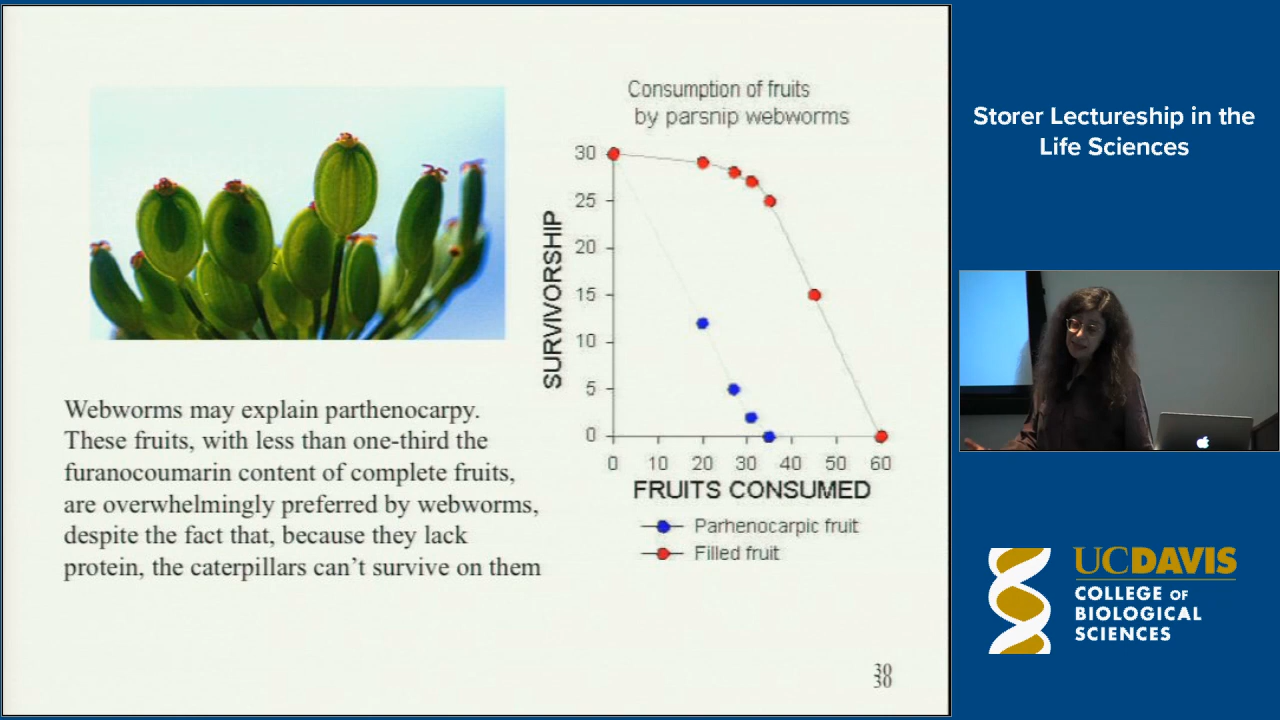 Consumption of fruits
by parsnip webworms
30
25
20
15
10
5
0
SURVIVORSHIP
0 10 20 30 40 50 60
FRUITS CONSUMED
Parhenocarpic fruit
Filled fruit
Webworms may explain parthenocarpy.
These fruits, with less than one-third the
furanocoumarin content of complete fruits,
are overwhelmingly preferred by webworms,
despite the fact that, because they lack
protein, the caterpillars can’t survive on them
30
30
Storer Lectureship in the
Life Sciences
UCDAVIS
COLLEGE OF
BIOLOGICAL
SCIENCES